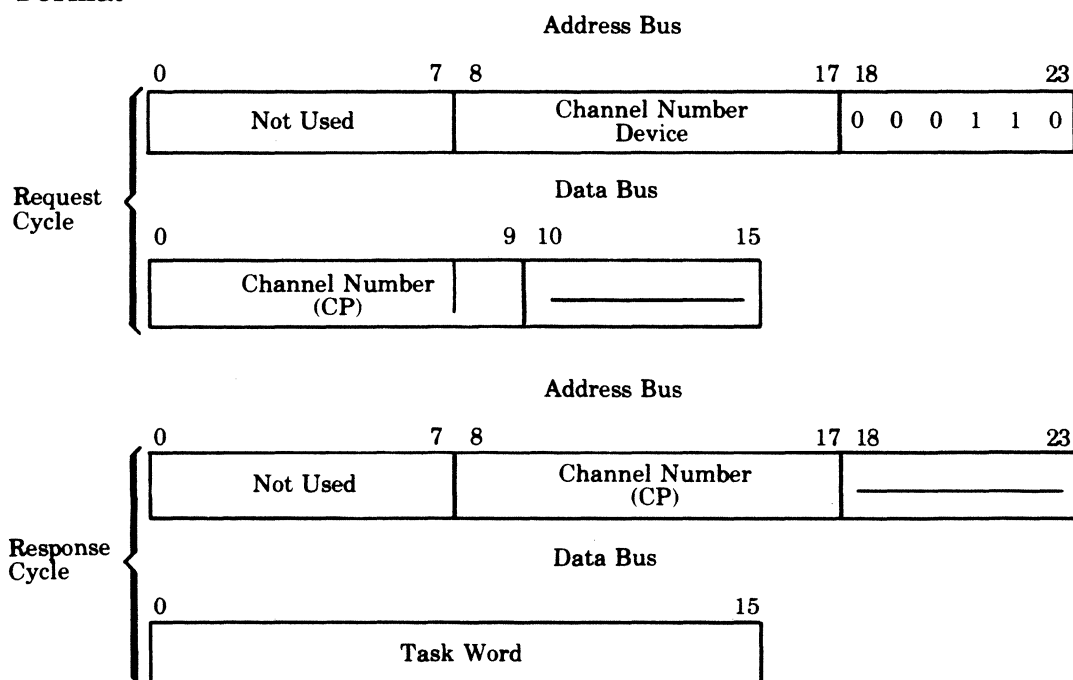 Address Bus
0 7 8 17 18 23
Not Used
Channel Number
Device
0 0 0 1 1 0
Request
Cycle
Data Bus
0 9 10 15
Channel Number
(CP)
Address Bus
0 7 8 17 18 23
Not Used
Channel Number
(CP)
Response
Cycle
Data Bus
0 15
Task Word